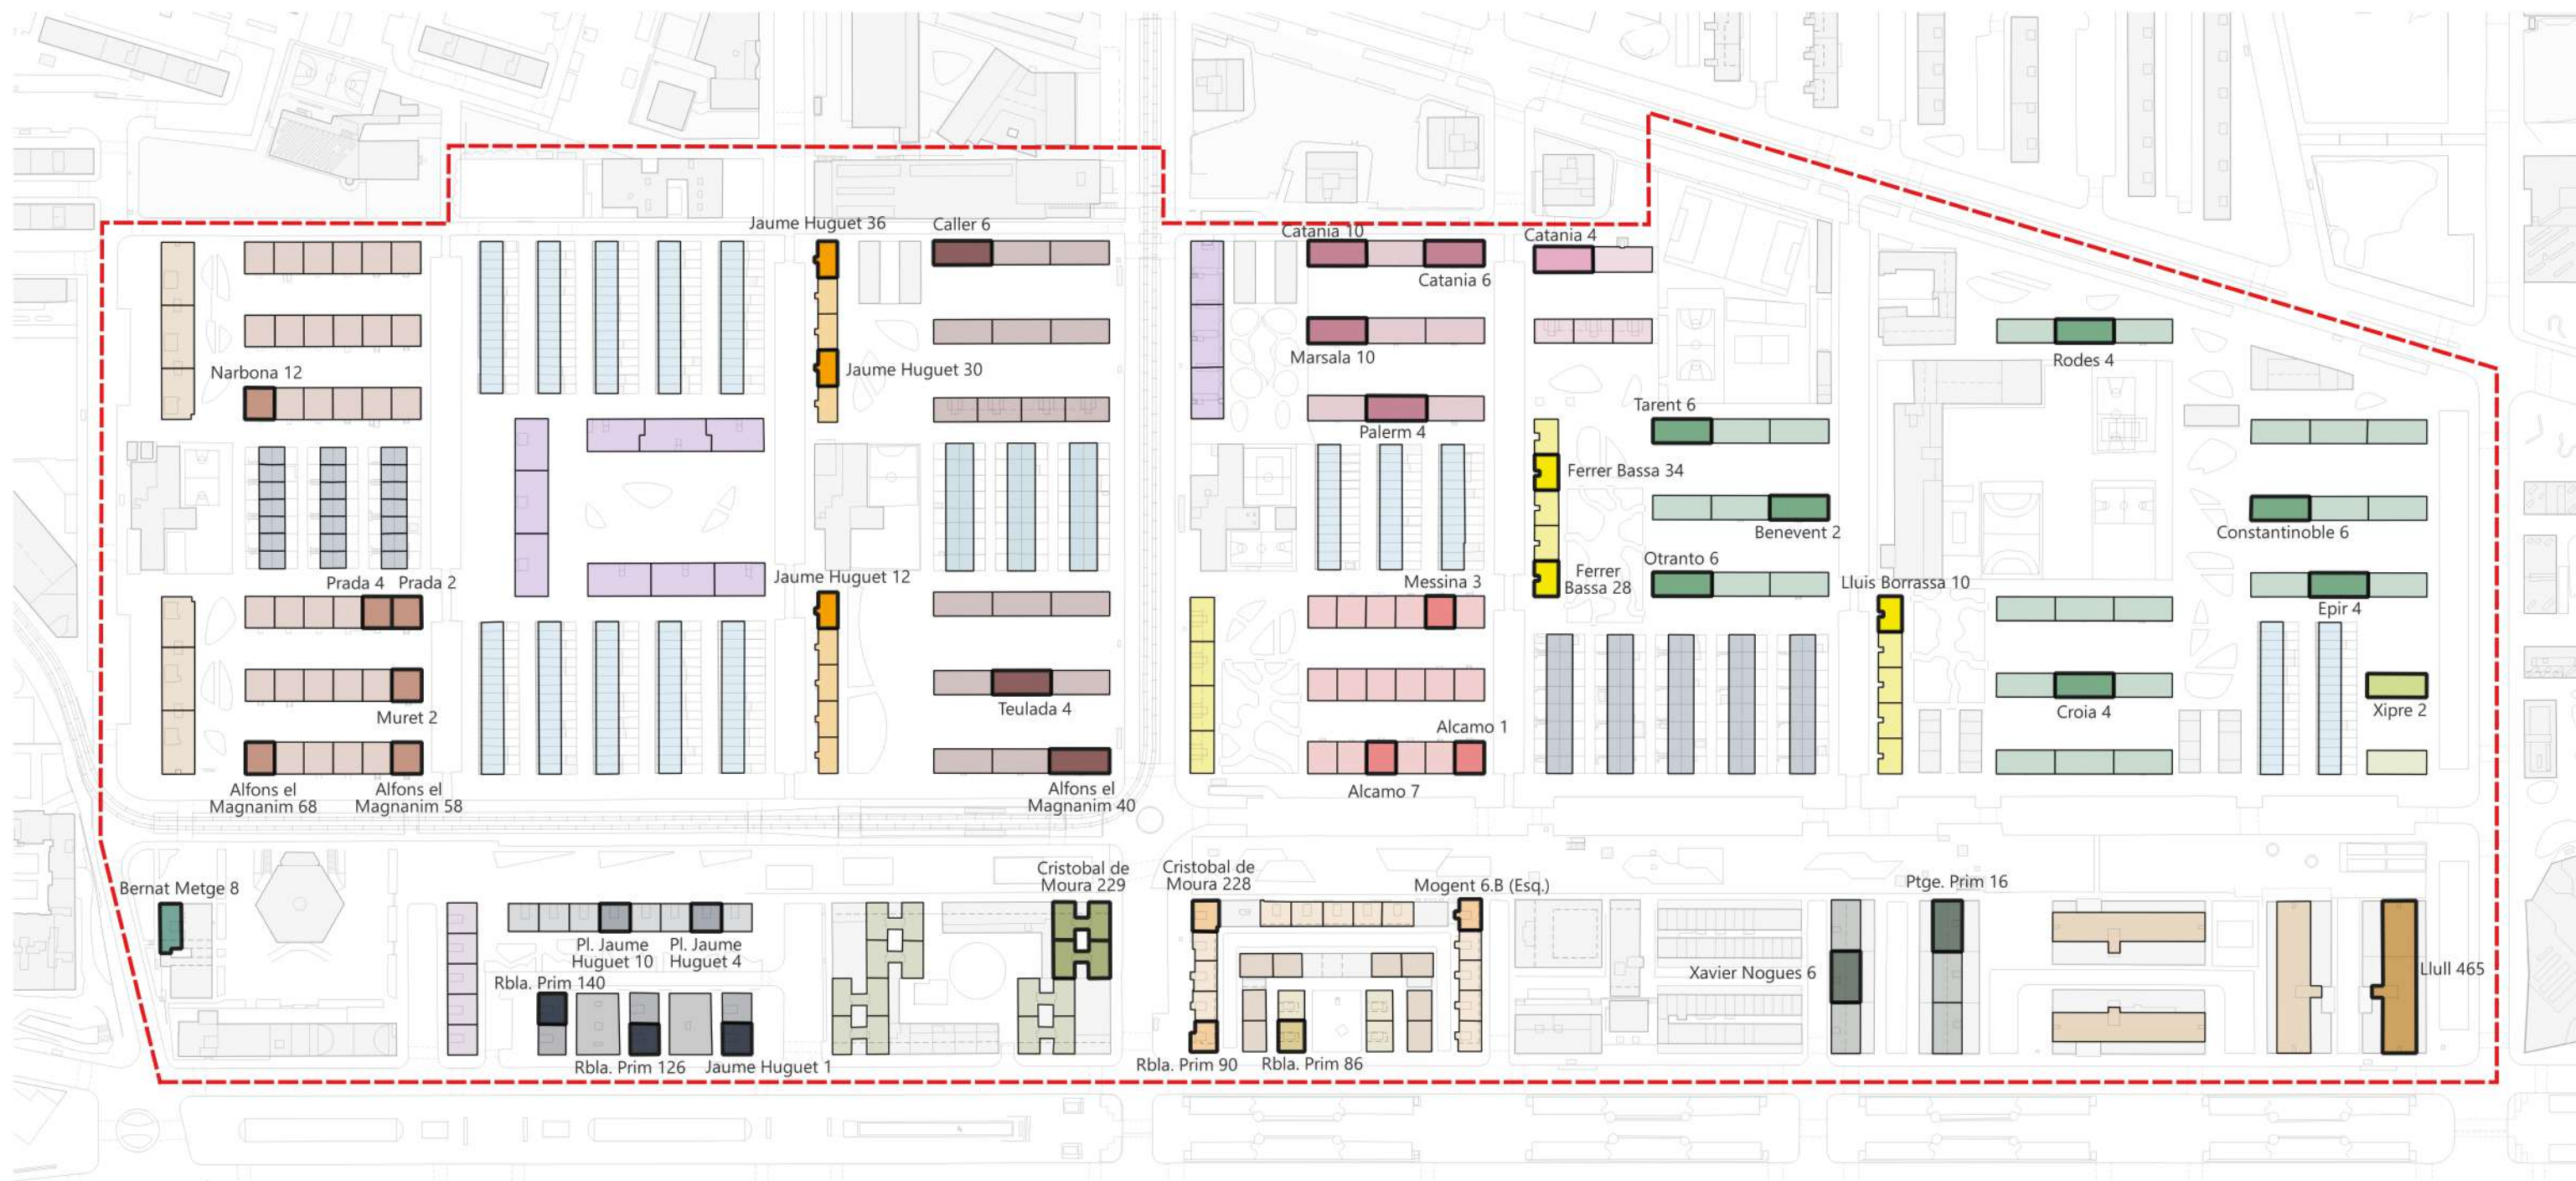 Jaume Huguet 36
Caller 6
Catania 10
Catania 4
Catania 6
Marsala 10
Rodes 4
Narbona 12
Jaume Huguet 30
Tarent 6
Palerm 4
Ferrer Bassa 34
Benevent 2
Constantinoble 6
Otranto 6
Ferrer
Bassa 28
Prada 4
Prada 2
Jaume Huguet 12
Messina 3
Lluis Borrassa 10
Epir 4
Muret 2
Teulada 4
Croia 4
Xipre 2
Alcamo 1
Alfons el
Magnanim 68
Alfons el
Magnanim 58
Alfons el
Magnanim 40
Alcamo 7
Bernat Metge 8
Cristobal de
Moura 229
Cristobal de
Moura 228
Mogent 6.B (Esq.)
Ptge. Prim 16
Pl. Jaume
Huguet 10
Pl. Jaume
Huguet 4
Xavier Nogues 6
Llull 465
Rbla. Prim 140
Rbla. Prim 126
Jaume Huguet 1
Rbla. Prim 90
Rbla. Prim 86